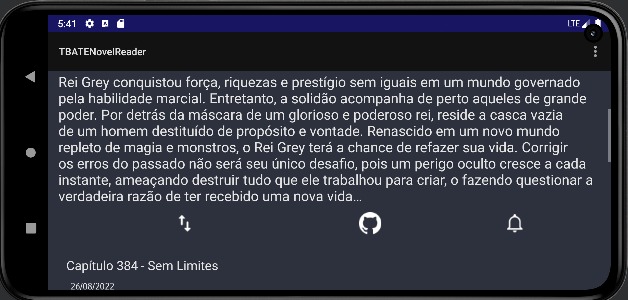 5:41
LTE
TBATENovelReader
Rei Grey conquistou força, riquezas e prestígio sem iguais em um mundo governado
pela habilidade marcial. Entretanto, a solidão acompanha de perto aqueles de grande
poder. Por detrás da máscara de um glorioso e poderoso rei, reside a casca vazia
de um homem destituído de propósito e vontade. Renascido em um novo mundo
repleto de magia e monstros, o Rei Grey terá a chance de refazer sua vida. Corrigir
os erros do passado não será seu único desafio, pois um perigo oculto cresce a cada
instante, ameaçando destruir tudo que ele trabalhou para criar, o fazendo questionar a
verdadeira razão de ter recebido uma nova vida...
Capítulo 384 - Sem Limites
26/08/2022